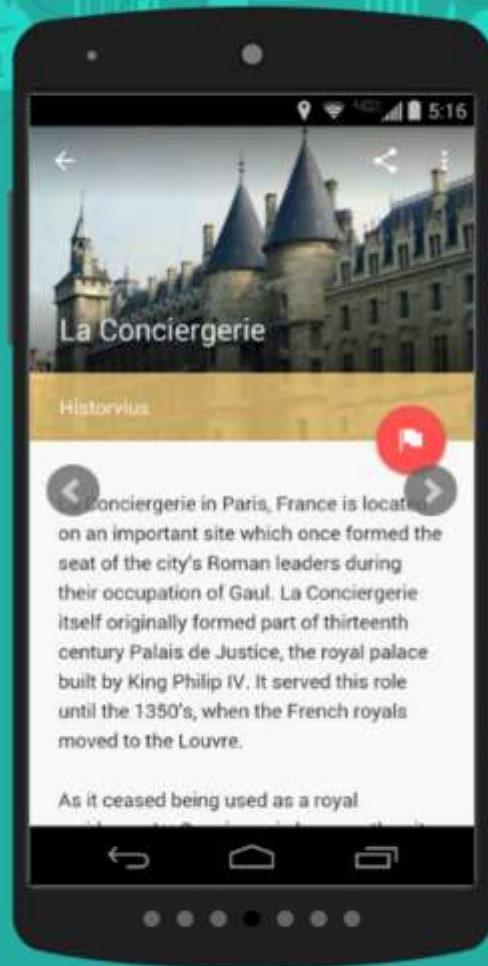 5:16
La Conciergerie
Historvius
Conciergerie in Paris, France is
on an important site which once formed the
seat of the city's Roman leaders during
their occupation of Gaul. La Conciergerie
itself originally formed part of thirteenth
century Palais de Justice, the royal palace
built by King Philip IV. It served this role
until the 1350's, when the French royals
moved to the Louvre.
As it ceased being used as a royal